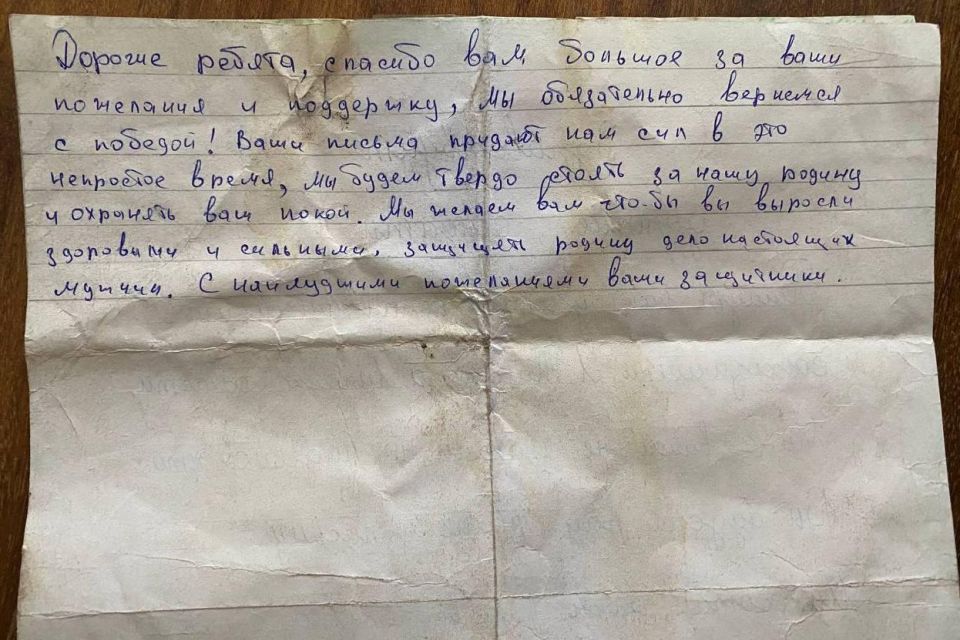 Дорогие ребята, спасибо вам большое за ваши
пожелания и поддержку, мы обязательно вернемся
с победой! Ваши письма придают нам сил в это
непростое время, мы будем твердо стоять за нашу родину
и охранять ваш покой. Мы желаем вам что-бы вы выросли
здоровыми и сильными, защищять родину дело настоящих
мужчин. С наилудшими пожеланиями ваши защитники.